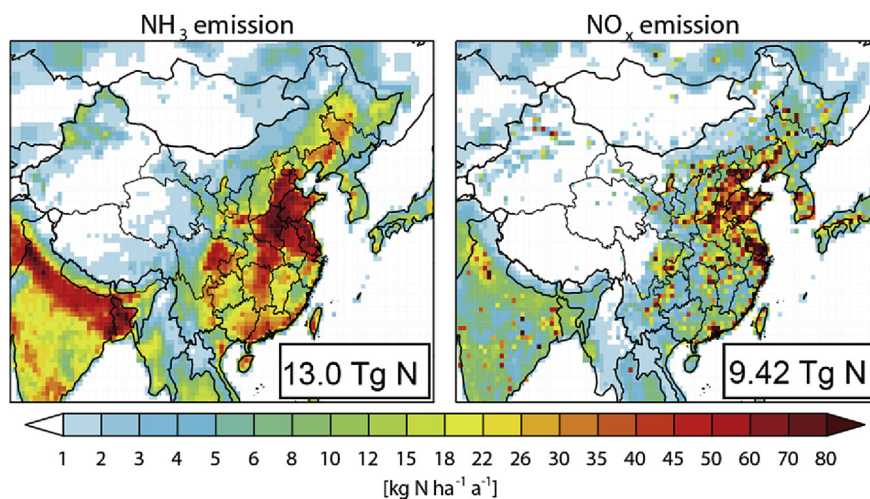 NH₃ emission
NOₓ emission
13.0 Tg N
9.42 Tg N
1 2 3 4 5 6 8 10 12 15 18 22 26 30 35 40 45 50 60 70 80
[kg N ha⁻¹ a⁻¹]